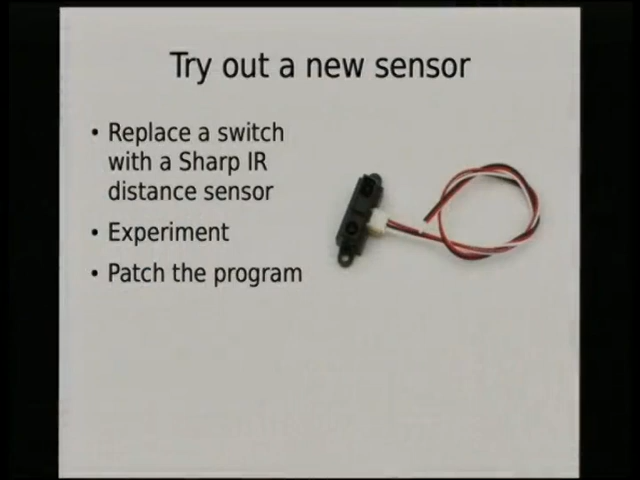 Try out a new sensor
• Replace a switch
with a Sharp IR
distance sensor
• Experiment
• Patch the program